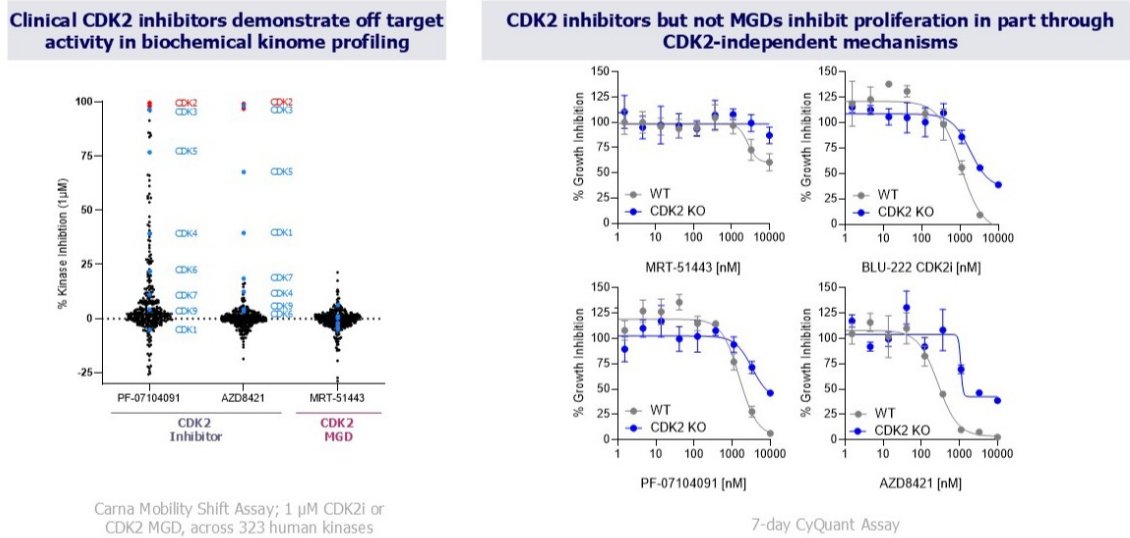 Clinical CDK2 inhibitors demonstrate off target
activity in biochemical kinome profiling
% Kinase Inhibtion (1µM)
100
75
50
25
0
-25
CDK2
CDK3
CDK5
CDK4
CDK6
CDK7
CDK9
CDK1
CDK2
CDK3
CDK5
CDK1
CDK7
CDK4
CDK9
CDK6
PF-07104091
AZD8421
MRT-51443
CDK2
Inhibitor
CDK2
MGD
Carna Mobility Shift Assay; 1 µM CDK2i or
CDK2 MGD, across 323 human kinases
CDK2 inhibitors but not MGDs inhibit proliferation in part through
CDK2-independent mechanisms
% Growth Inhibition
150
125
100
75
50
25
0
WT
CDK2 KO
1 10 100 1000 10000
MRT-51443 [nM]
% Growth Inhibition
150
125
100
75
50
25
0
WT
CDK2 KO
1 10 100 1000 10000
BLU-222 CDK2i [nM]
% Growth Inhibition
150
125
100
75
50
25
0
WT
CDK2 KO
1 10 100 1000 10000
PF-07104091 [nM]
% Growth Inhibition
150
125
100
75
50
25
0
WT
CDK2 KO
1 10 100 1000 10000
AZD8421 [nM]
7-day CyQuant Assay